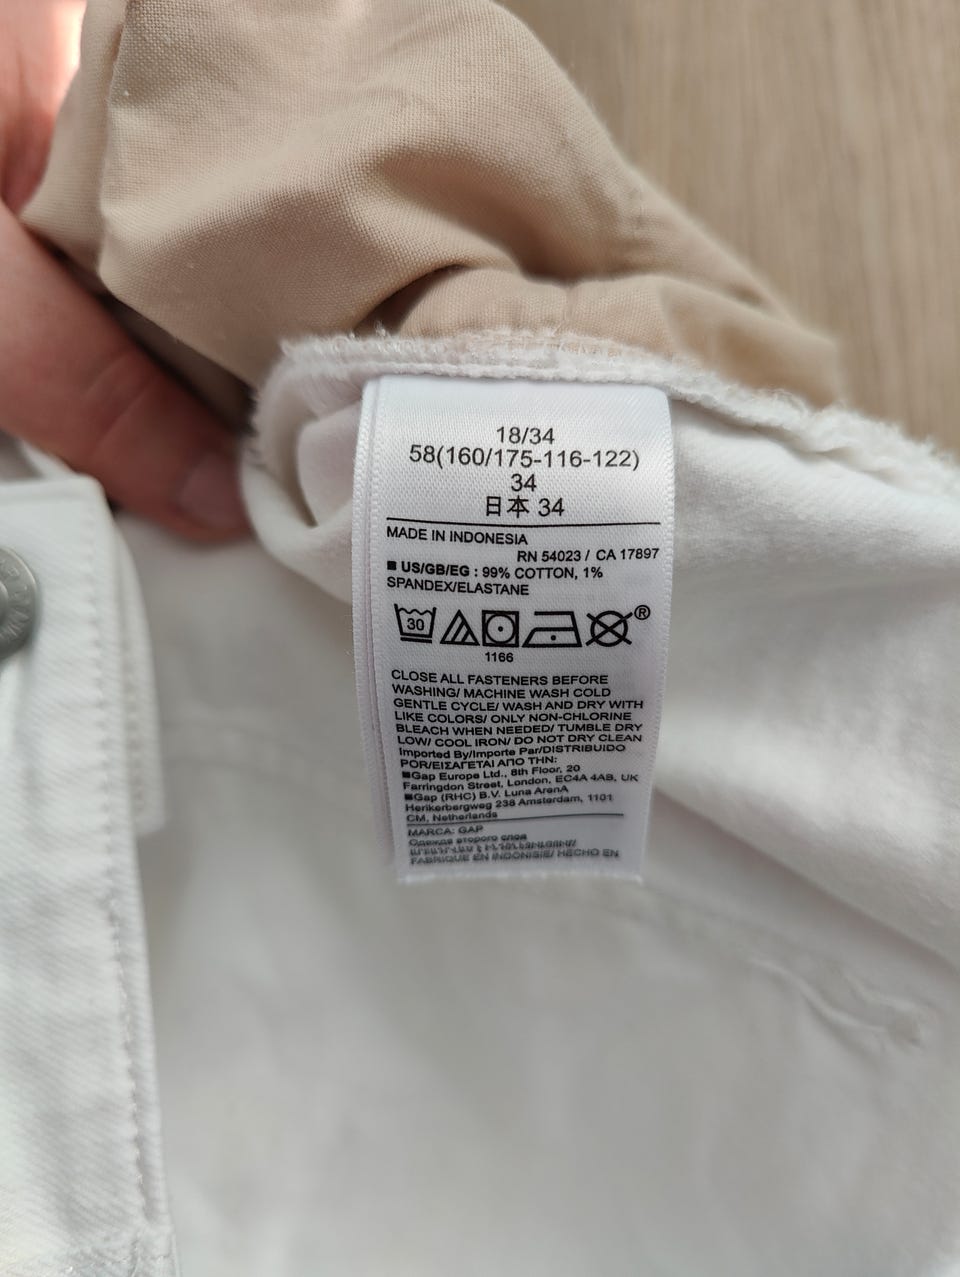 18/34
58(160/175-116-122)
34
日本 34
MADE IN INDONESIA
RN 54023 / CA 17897
US/GB/EG : 99% COTTON, 1%
SPANDEX/ELASTANE
30
®
1166
CLOSE ALL FASTENERS BEFORE
WASHING/ MACHINE WASH COLD
GENTLE CYCLE/ WASH AND DRY WITH
LIKE COLORS/ ONLY NON-CHLORINE
BLEACH WHEN NEEDED/ TUMBLE DRY
LOW/ COOL IRON/ DO NOT DRY CLEAN
Imported By/Importe Par/DISTRIBUIDO
POR/ΕΙΣΑΓΕΤΑΙ ΑΠΟ ΤΗΝ:
■Gap Europe Ltd., 8th Floor, 20
Farringdon Street, London, EC4A 4AB, UK
■Gap (RHC) B.V. Luna ArenA
Herikerbergweg 238 Amsterdam, 1101
CM, Netherlands
MARCA: GAP
Одежда второго слоя
FABRIQUE EN INDONISIE/ HECHO EN